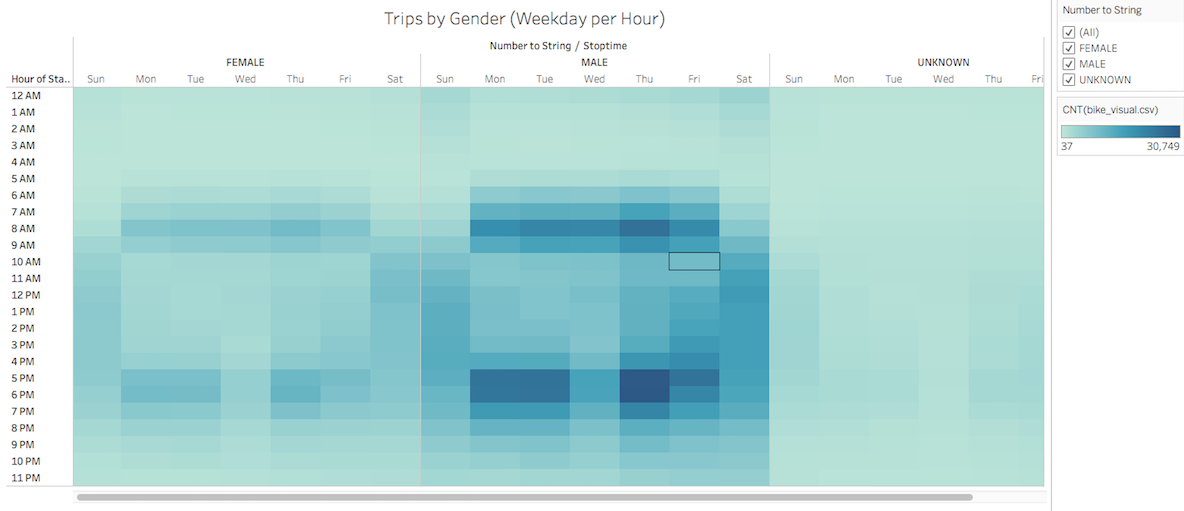 Trips by Gender (Weekday per Hour)
Number to String / Stoptime
FEMALE MALE UNKNOWN
Hour of Sta.. Sun Mon Tue Wed Thu Fri Sat Sun Mon Tue Wed Thu Fri Sat Sun Mon Tue Wed Thu Fri
12 AM
1 AM
2 AM
3 AM
4 AM
5 AM
6 AM
7 AM
8 AM
9 AM
10 AM
11 AM
12 PM
1 PM
2 PM
3 PM
4 PM
5 PM
6 PM
7 PM
8 PM
9 PM
10 PM
11 PM
Number to String
(All)
FEMALE
MALE
UNKNOWN
CNT(bike_visual.csv)
37 30,749